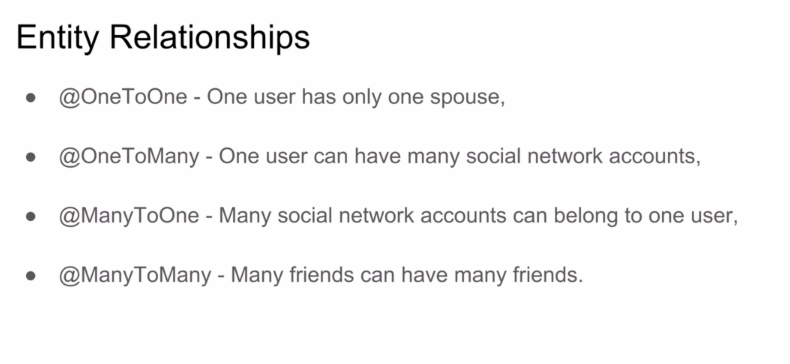 Entity Relationships
● @OneToOne - One user has only one spouse,
● @OneToMany - One user can have many social network accounts,
● @ManyToOne - Many social network accounts can belong to one user,
● @ManyToMany - Many friends can have many friends.